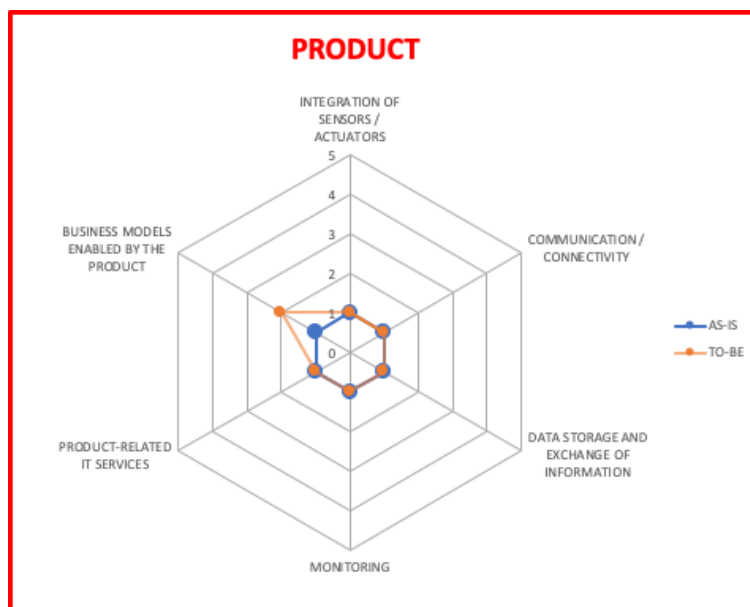 PRODUCT
INTEGRATION OF
SENSORS /
ACTUATORS
5
4
3
2
1
0
BUSINESS MODELS
ENABLED BY THE
PRODUCT
COMMUNICATION /
CONNECTIVITY
AS-IS
TO-BE
PRODUCT-RELATED
IT SERVICES
DATA STORAGE AND
EXCHANGE OF
INFORMATION
MONITORING